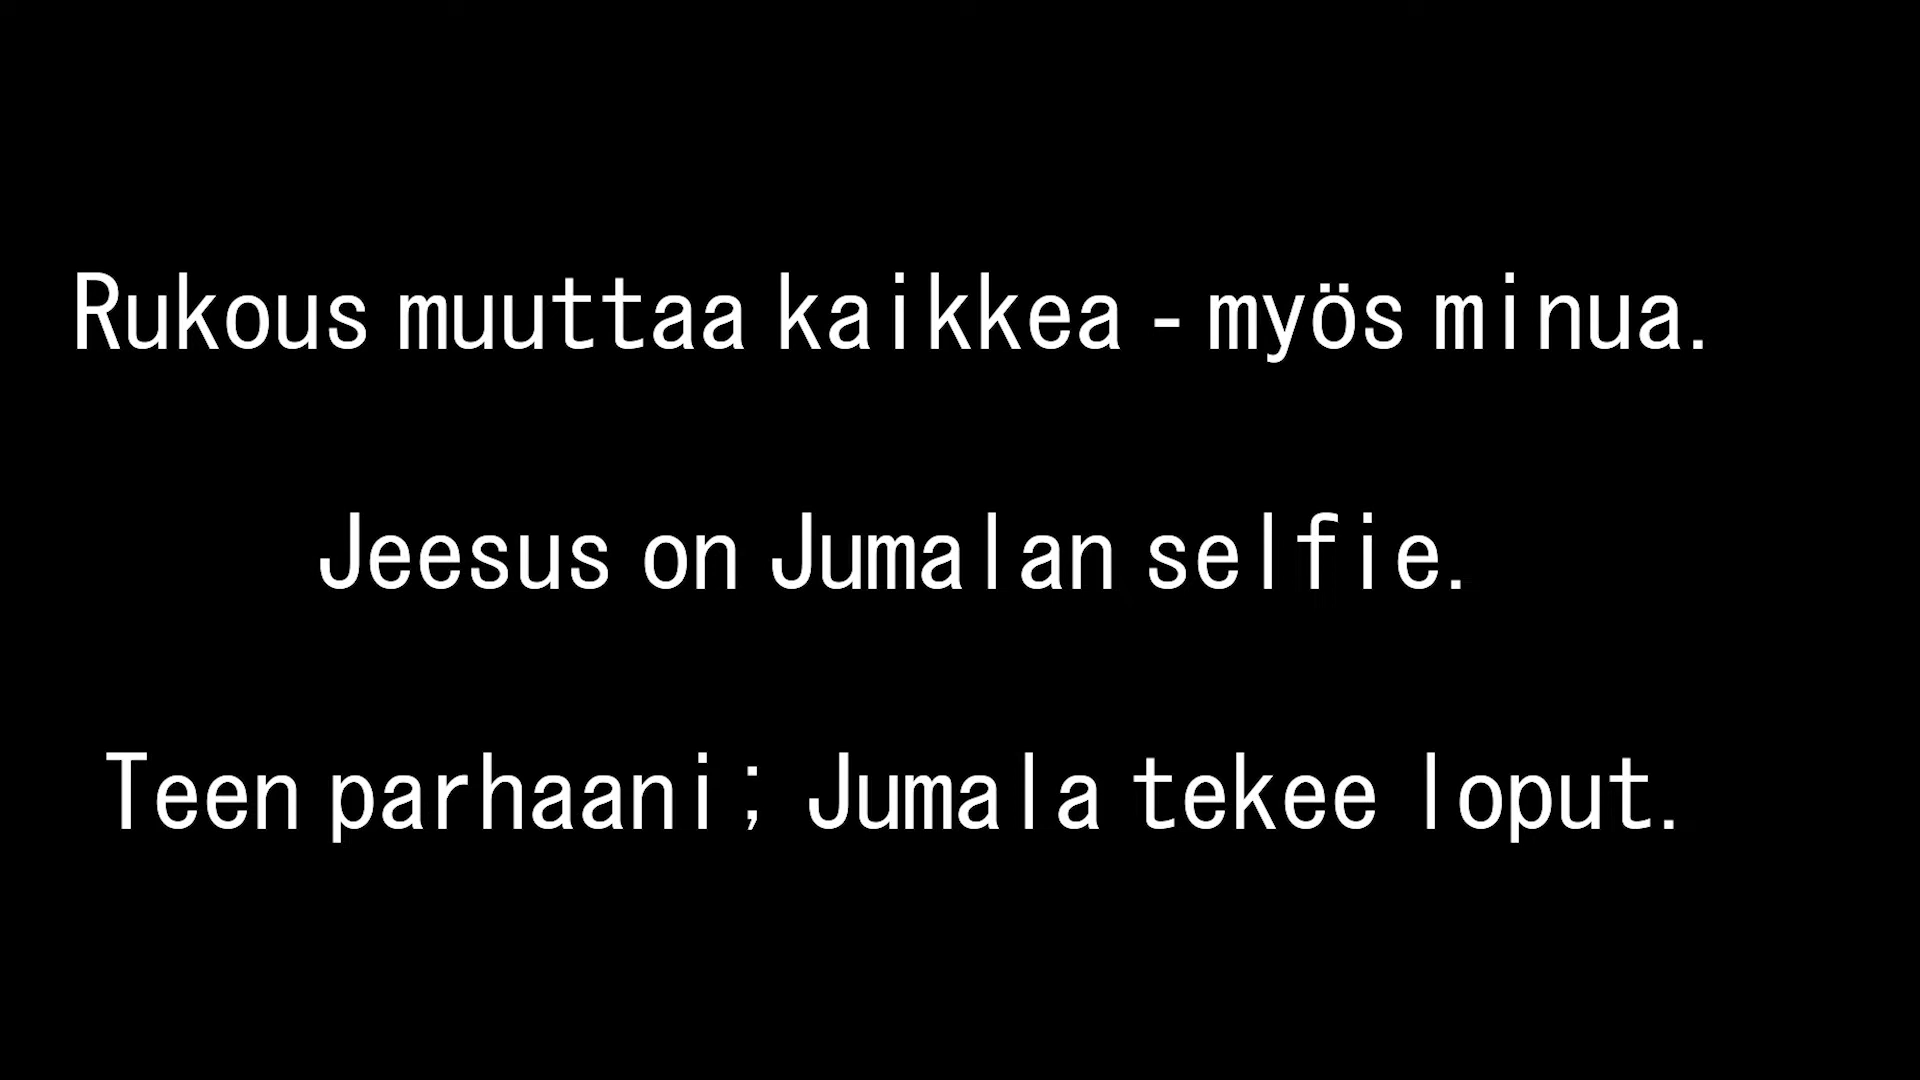 Rukous muuttaa kaikkea - myös minua.
Jeesus on Jumalan selfie.
Teen parhaani; Jumala tekee loput.